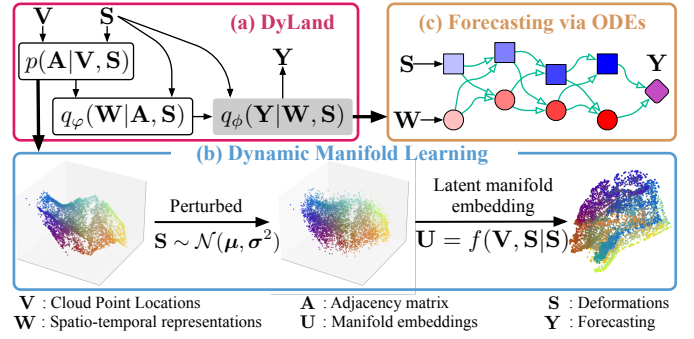 V S (a) DyLand
p(A|V, S) Y
q_φ(W|A, S) q_ϕ(Y|W, S)
(c) Forecasting via ODEs
S Y
W
(b) Dynamic Manifold Learning
Perturbed
S ∼ 𝒩(μ, σ²)
Latent manifold
embedding
U = f(V, S|S)
V : Cloud Point Locations A : Adjacency matrix S : Deformations
W : Spatio-temporal representations U : Manifold embeddings Y : Forecasting